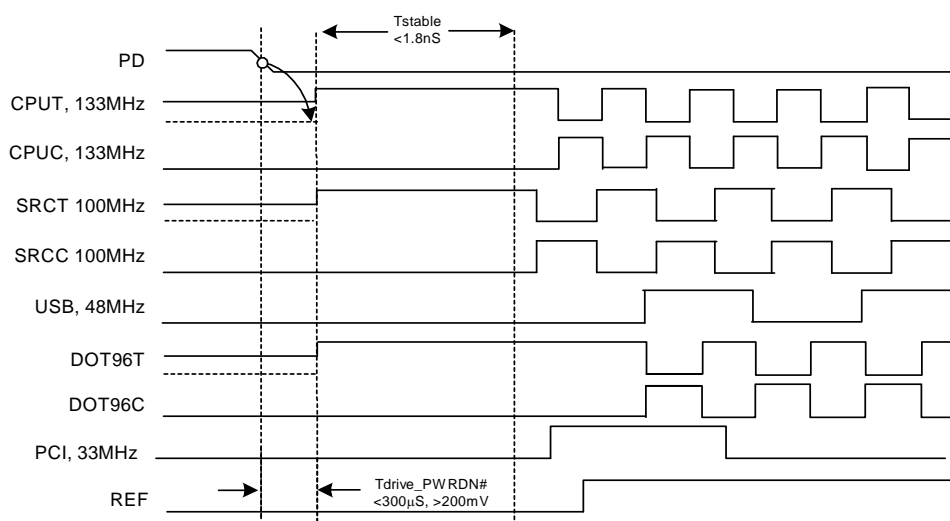 Tstable
<1.8nS
PD
CPUT, 133MHz
CPUC, 133MHz
SRCT 100MHz
SRCC 100MHz
USB, 48MHz
DOT96T
DOT96C
PCI, 33MHz
Tdrive_PWRDN#
<300µS, >200mV
REF